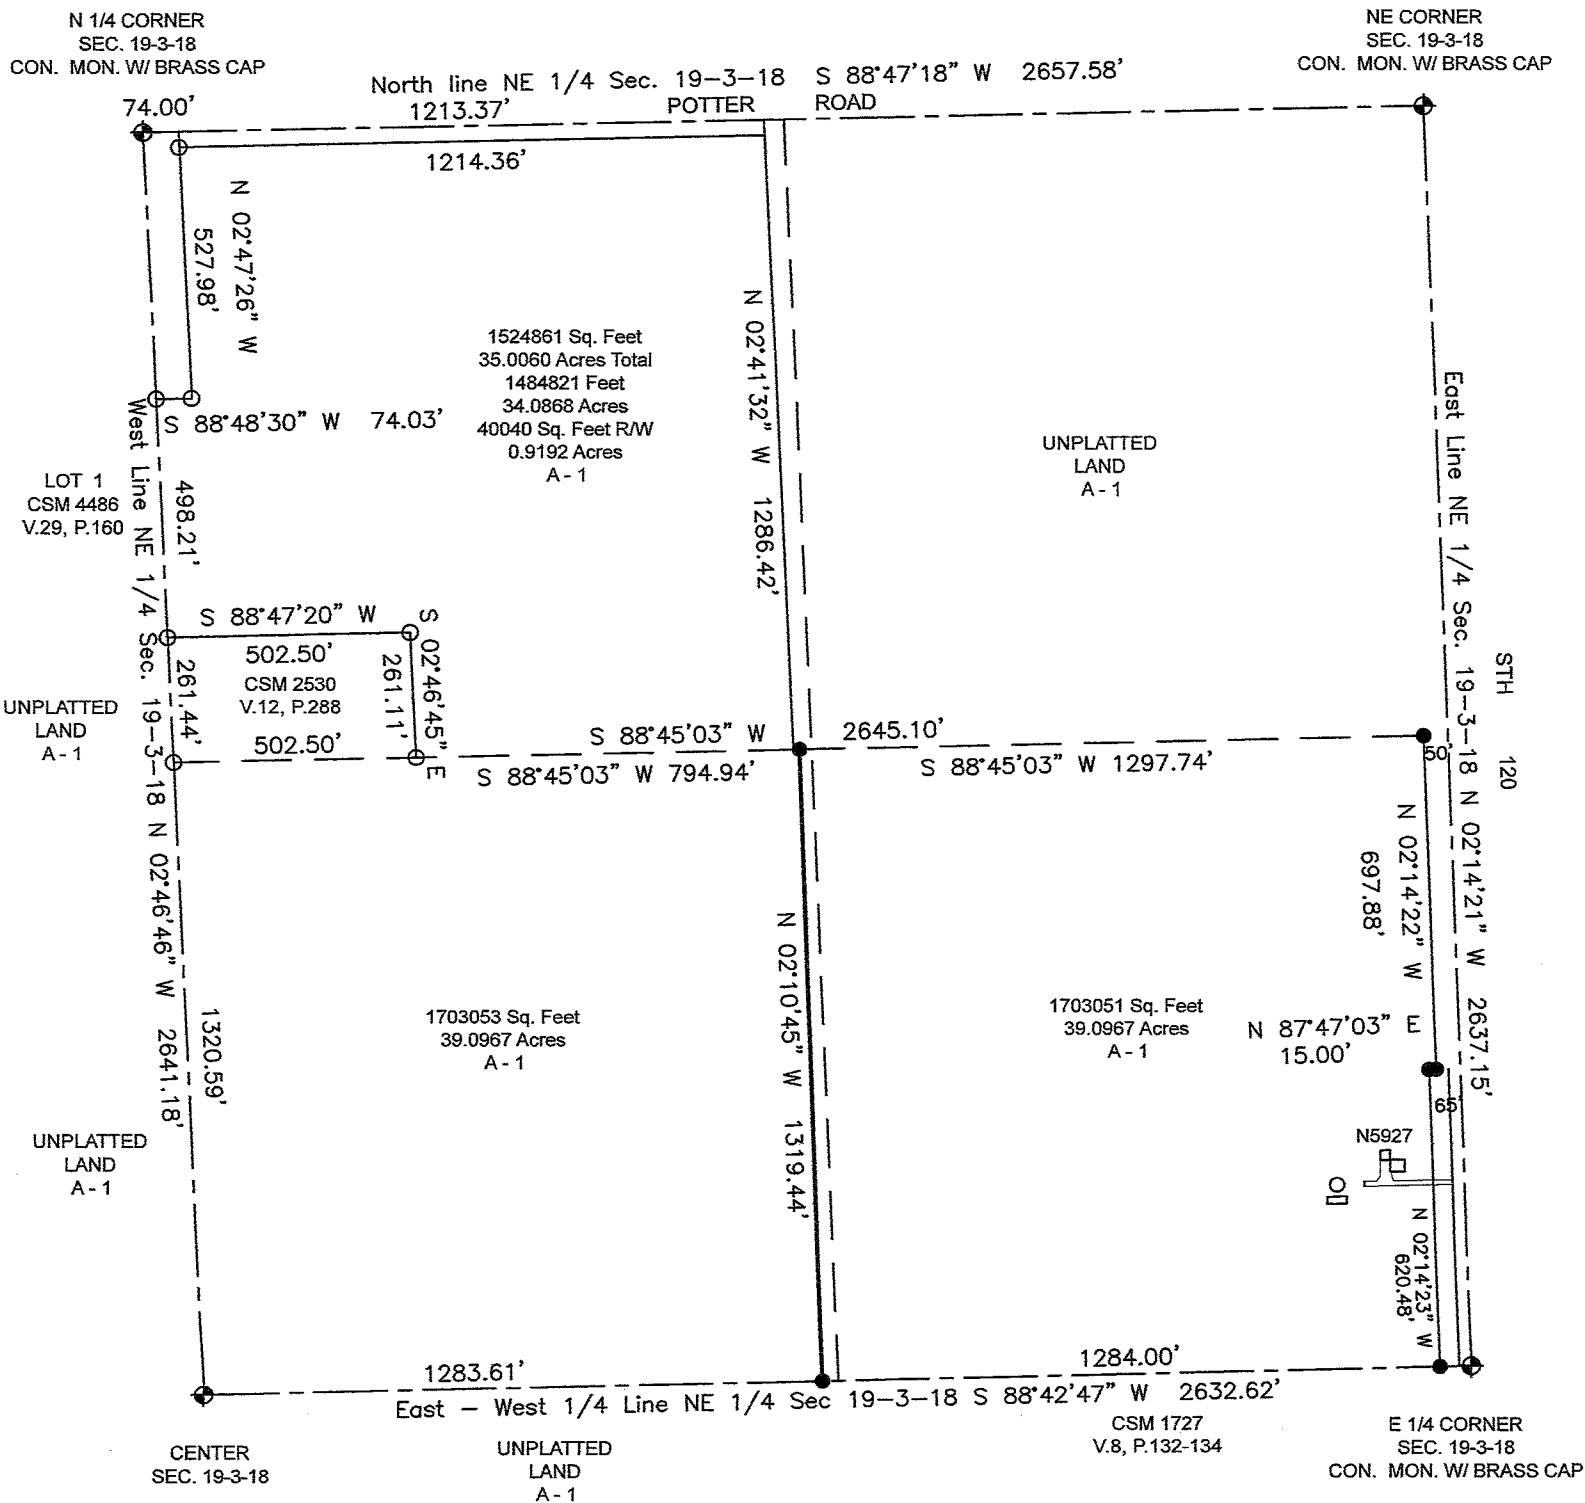 N 1/4 CORNER
SEC. 19-3-18
CON. MON. W/ BRASS CAP
NE CORNER
SEC. 19-3-18
CON. MON. W/ BRASS CAP
North line NE 1/4 Sec. 19-3-18 S 88°47'18" W 2657.58'
74.00'
1213.37'
POTTER ROAD
1214.36'
N 02°47'26" W
527.98'
S 88°48'30" W 74.03'
1524861 Sq. Feet
35.0060 Acres Total
1484821 Feet
34.0868 Acres
40040 Sq. Feet R/W
0.9192 Acres
A - 1
N 02°41'32" W 1286.42'
UNPLATTED
LAND
A - 1
East Line NE 1/4 Sec. 19-3-18 N 02°14'21" W 2637.15'
STH 120
LOT 1
CSM 4486
V.29, P.160
West Line NE 1/4 Sec. 19-3-18 N 02°46'46" W 2641.18'
498.21'
S 88°47'20" W
502.50'
CSM 2530
V.12, P.288
S 02°46'45" E
261.11'
261.44'
502.50'
UNPLATTED
LAND
A - 1
S 88°45'03" W 2645.10'
S 88°45'03" W 794.94'
S 88°45'03" W 1297.74'
50'
N 02°14'22" W
697.88'
N 87°47'03" E
15.00'
65'
N5927
N 02°14'23" W
620.48'
1703053 Sq. Feet
39.0967 Acres
A - 1
N 02°10'45" W 1319.44'
1703051 Sq. Feet
39.0967 Acres
A - 1
1320.59'
UNPLATTED
LAND
A - 1
1283.61'
1284.00'
East - West 1/4 Line NE 1/4 Sec 19-3-18 S 88°42'47" W 2632.62'
CENTER
SEC. 19-3-18
UNPLATTED
LAND
A - 1
CSM 1727
V.8, P.132-134
E 1/4 CORNER
SEC. 19-3-18
CON. MON. W/ BRASS CAP